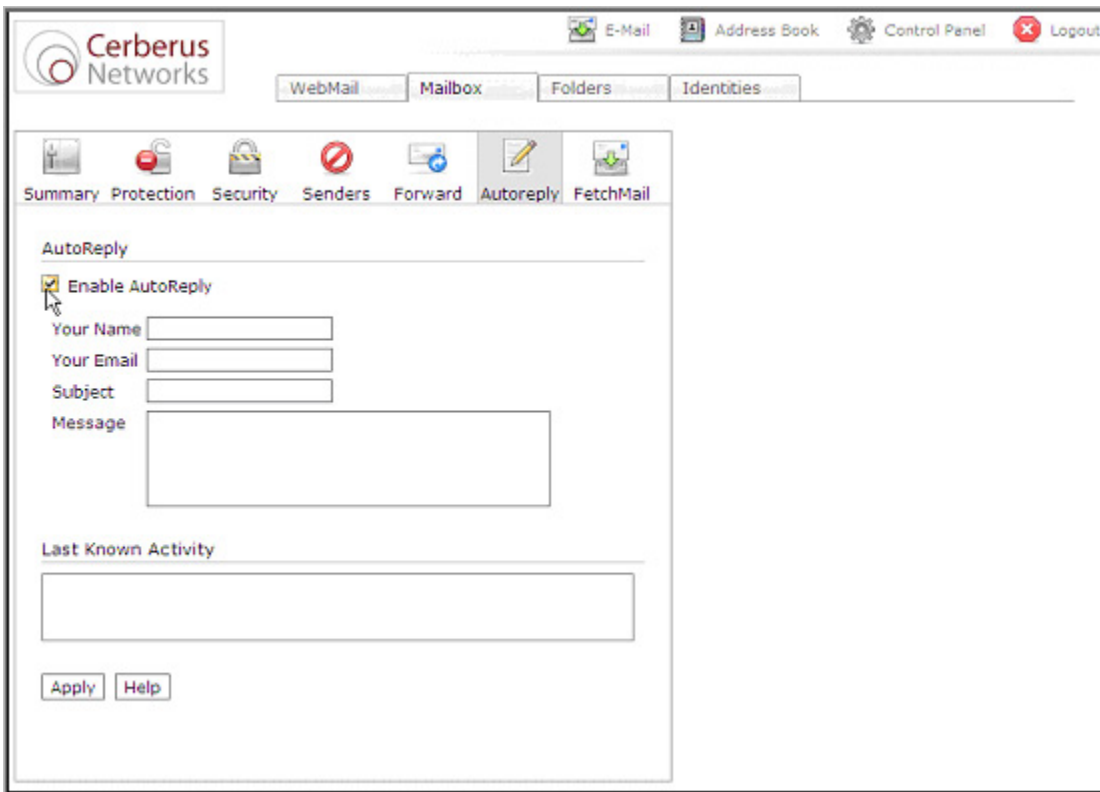 Cerberus
Networks
E-Mail Address Book Control Panel Logout
WebMail Mailbox Folders Identities
Summary Protection Security Senders Forward Autoreply FetchMail
AutoReply
Enable AutoReply
Your Name
Your Email
Subject
Message
Last Known Activity
Apply Help